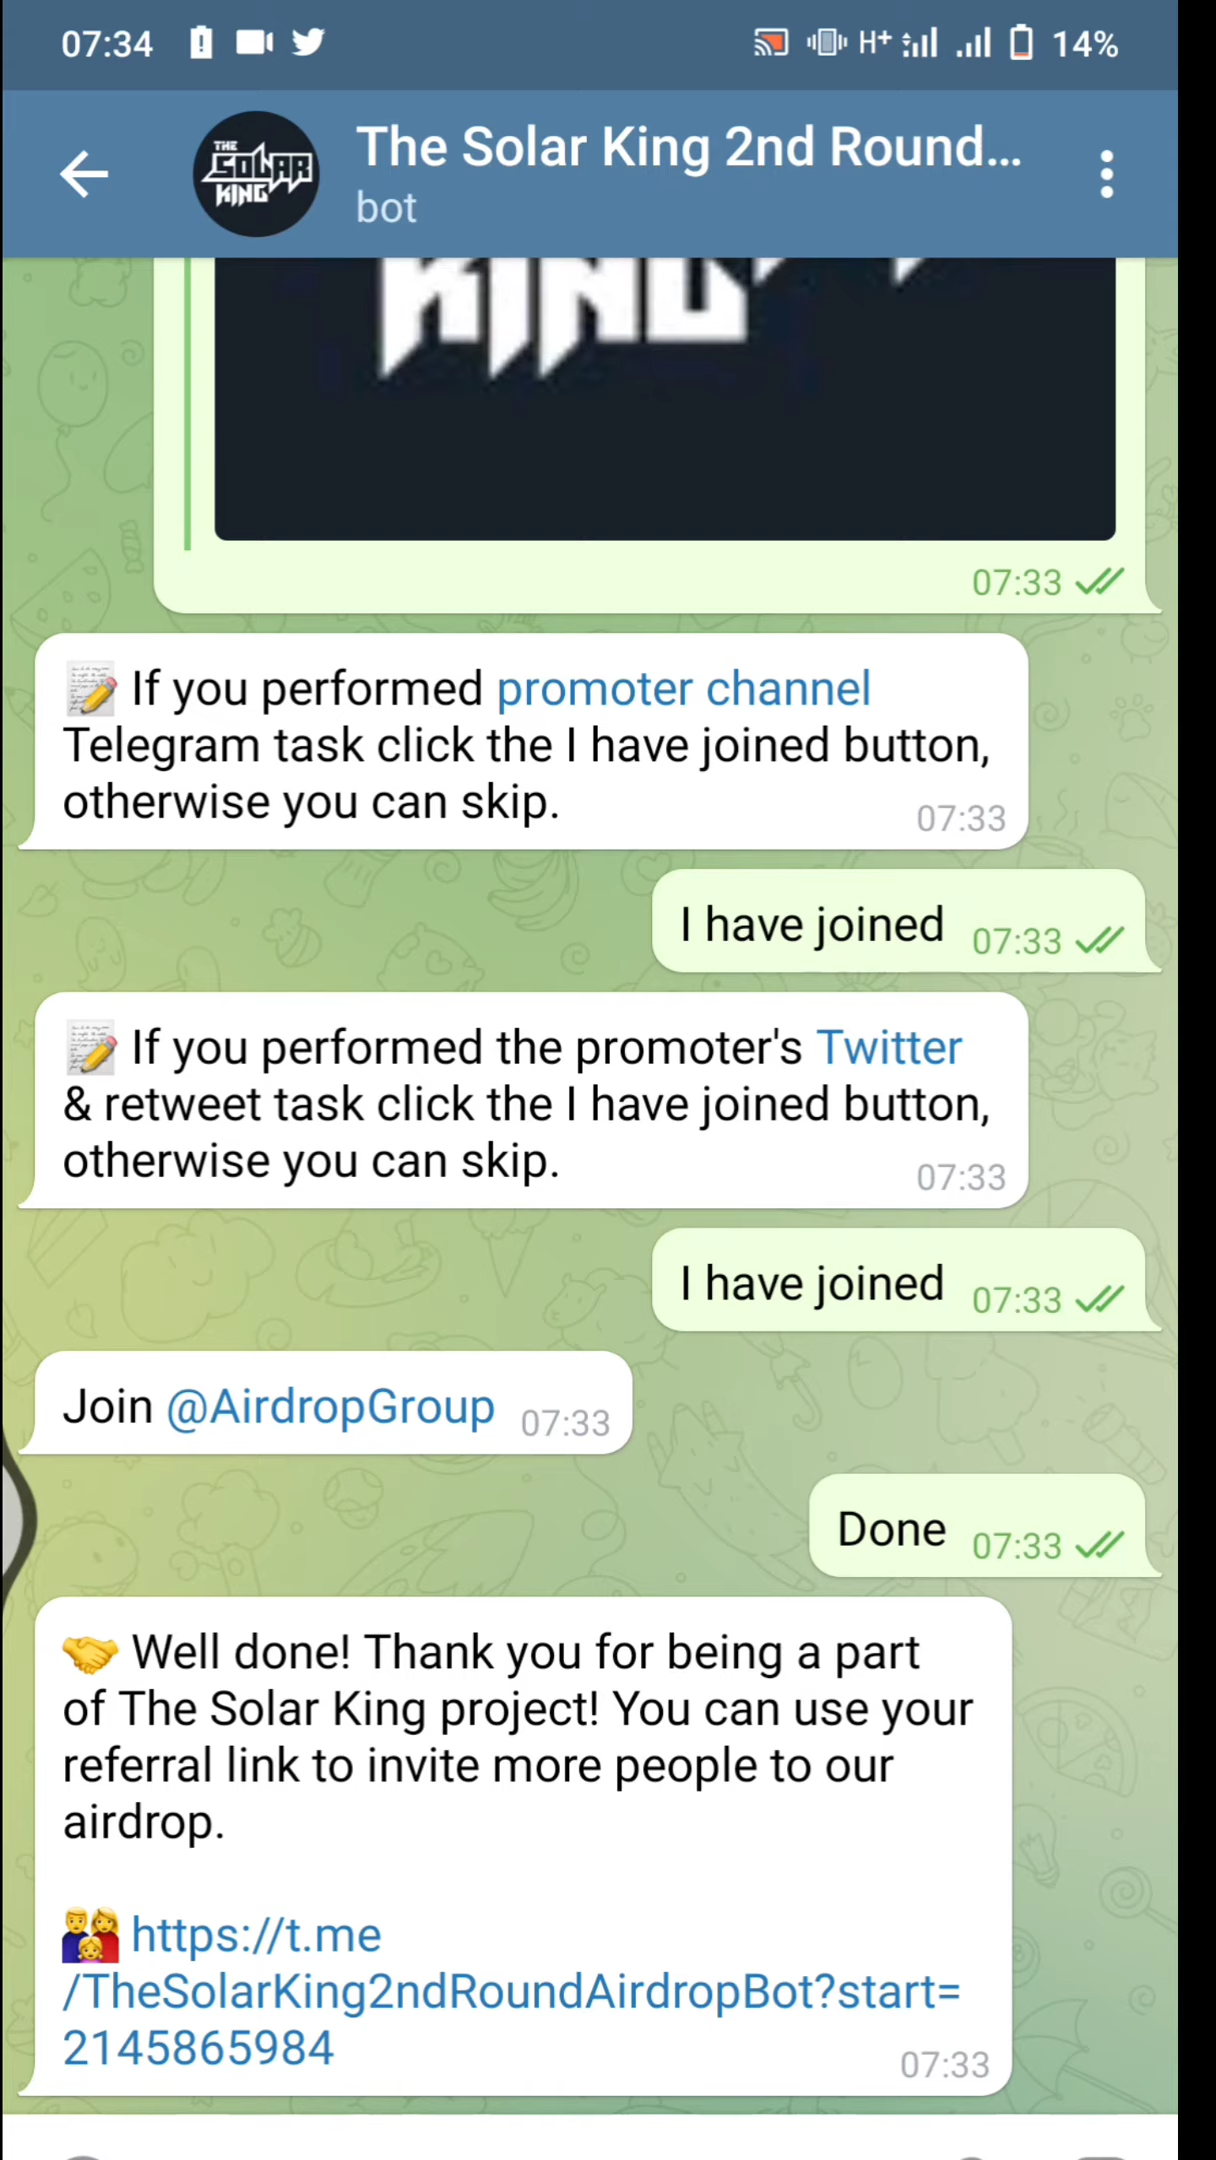 07:34
H+
14%
THE
SOLAR
KING
The Solar King 2nd Round...
bot
KING
07:33
If you performed promoter channel
Telegram task click the I have joined button,
otherwise you can skip.
07:33
I have joined
07:33
If you performed the promoter's Twitter
& retweet task click the I have joined button,
otherwise you can skip.
07:33
I have joined
07:33
Join @AirdropGroup
07:33
Done
07:33
Well done! Thank you for being a part
of The Solar King project! You can use your
referral link to invite more people to our
airdrop.
https://t.me
/TheSolarKing2ndRoundAirdropBot?start=
2145865984
07:33